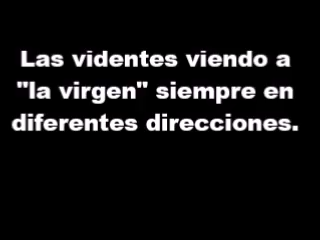 Las videntes viendo a
"la virgen" siempre en
diferentes direcciones.